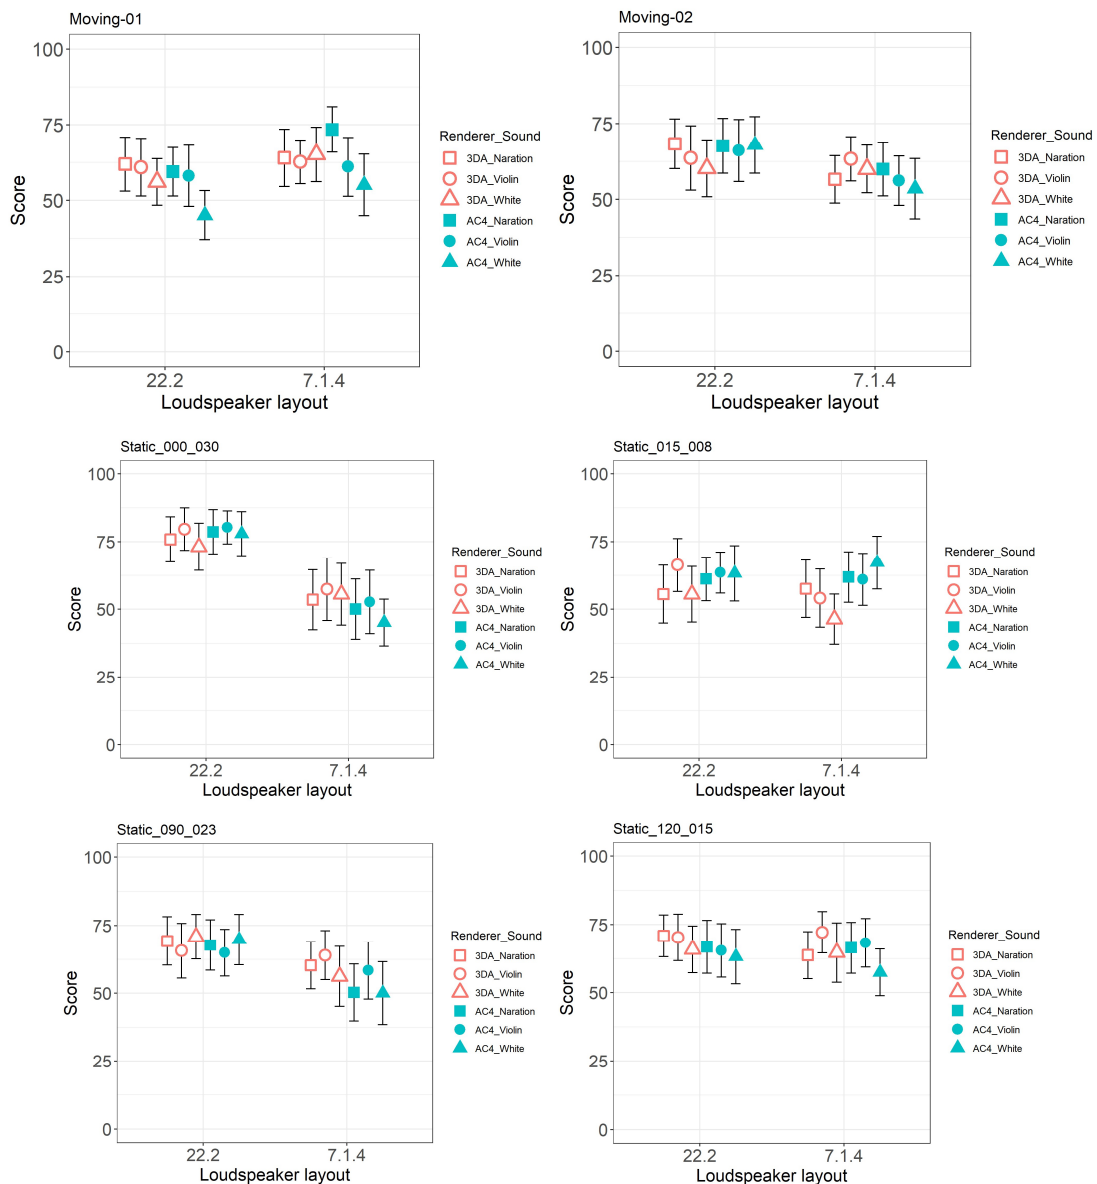 Moving-01
100
75
50
25
0
Score
22.2
7.1.4
Loudspeaker layout
Renderer_Sound
3DA_Naration
3DA_Violin
3DA_White
AC4_Naration
AC4_Violin
AC4_White
Moving-02
100
75
50
25
0
Score
22.2
7.1.4
Loudspeaker layout
Renderer_Sound
3DA_Naration
3DA_Violin
3DA_White
AC4_Naration
AC4_Violin
AC4_White
Static_000_030
100
75
50
25
0
Score
22.2
7.1.4
Loudspeaker layout
Renderer_Sound
3DA_Naration
3DA_Violin
3DA_White
AC4_Naration
AC4_Violin
AC4_White
Static_015_008
100
75
50
25
0
Score
22.2
7.1.4
Loudspeaker layout
Renderer_Sound
3DA_Naration
3DA_Violin
3DA_White
AC4_Naration
AC4_Violin
AC4_White
Static_090_023
100
75
50
25
0
Score
22.2
7.1.4
Loudspeaker layout
Renderer_Sound
3DA_Naration
3DA_Violin
3DA_White
AC4_Naration
AC4_Violin
AC4_White
Static_120_015
100
75
50
25
0
Score
22.2
7.1.4
Loudspeaker layout
Renderer_Sound
3DA_Naration
3DA_Violin
3DA_White
AC4_Naration
AC4_Violin
AC4_White